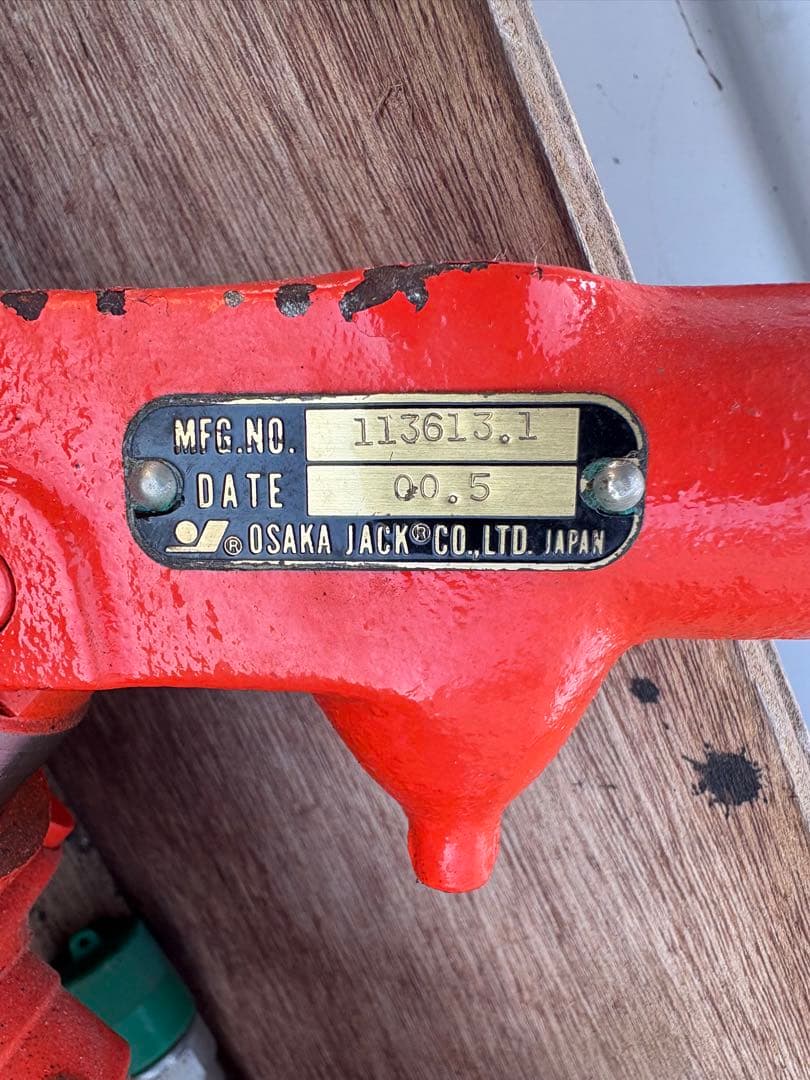 MFG.NO. 113613.1
DATE 00.5
® OSAKA JACK® CO.,LTD. JAPAN